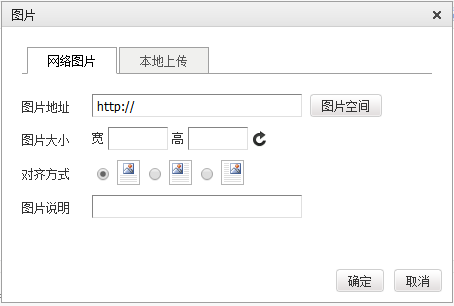 图片
网络图片 本地上传
图片地址 http:// 图片空间
图片大小 宽 高
对齐方式
图片说明
确定 取消